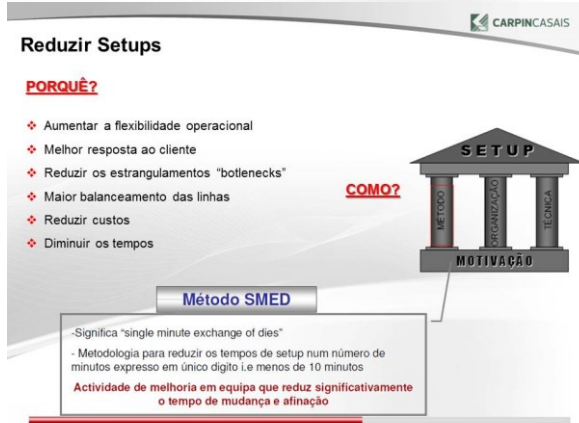 CARPINCASAIS
Reduzir Setups
PORQUÊ?
Aumentar a flexibilidade operacional
Melhor resposta ao cliente
Reduzir os estrangulamentos “botlenecks”
Maior balanceamento das linhas
Reduzir custos
Diminuir os tempos
COMO?
SETUP
MÉTODO
ORGANIZAÇÃO
TÉCNICA
MOTIVAÇÃO
Método SMED
-Significa “single minute exchange of dies”
- Metodologia para reduzir os tempos de setup num número de
minutos expresso em único digito i.e menos de 10 minutos
Actividade de melhoria em equipa que reduz significativamente
o tempo de mudança e afinação